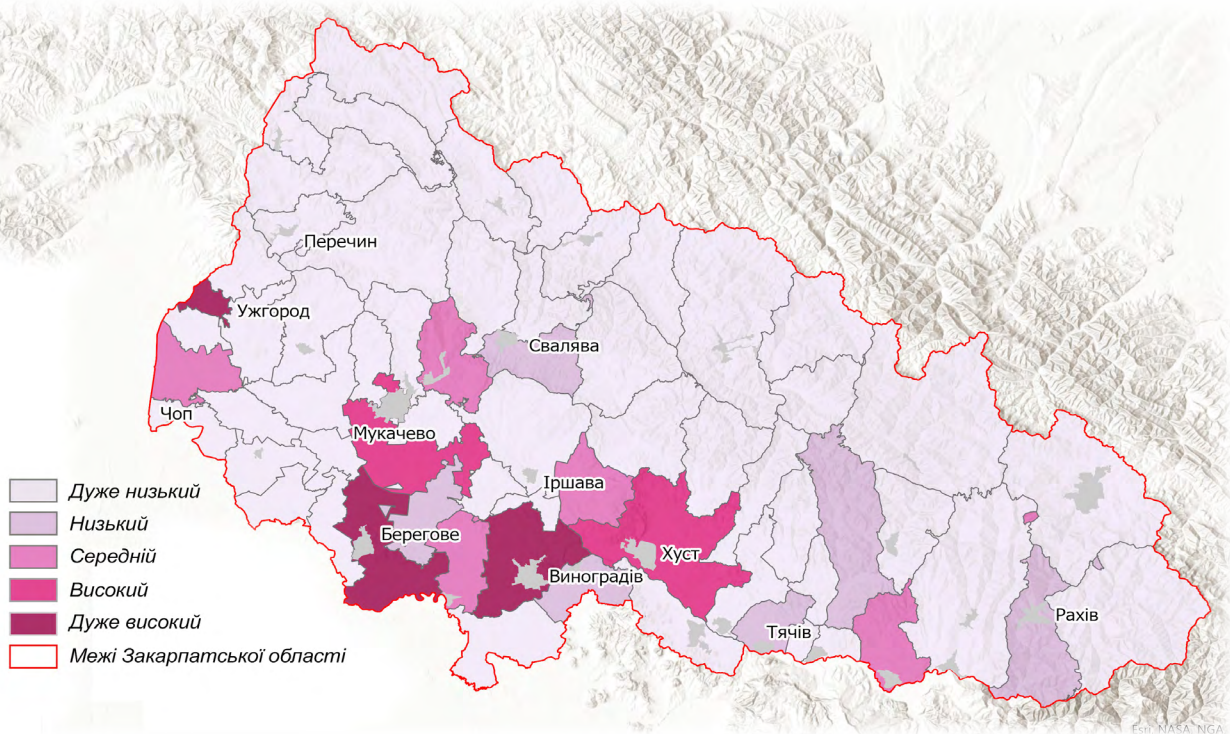 Перечин
Ужгород
Свалява
Чоп
Мукачево
Іршава
Берегове
Хуст
Виноградів
Рахів
Тячів
Дуже низький
Низький
Середній
Високий
Дуже високий
Межі Закарпатської області
Esri, NASA, NGA